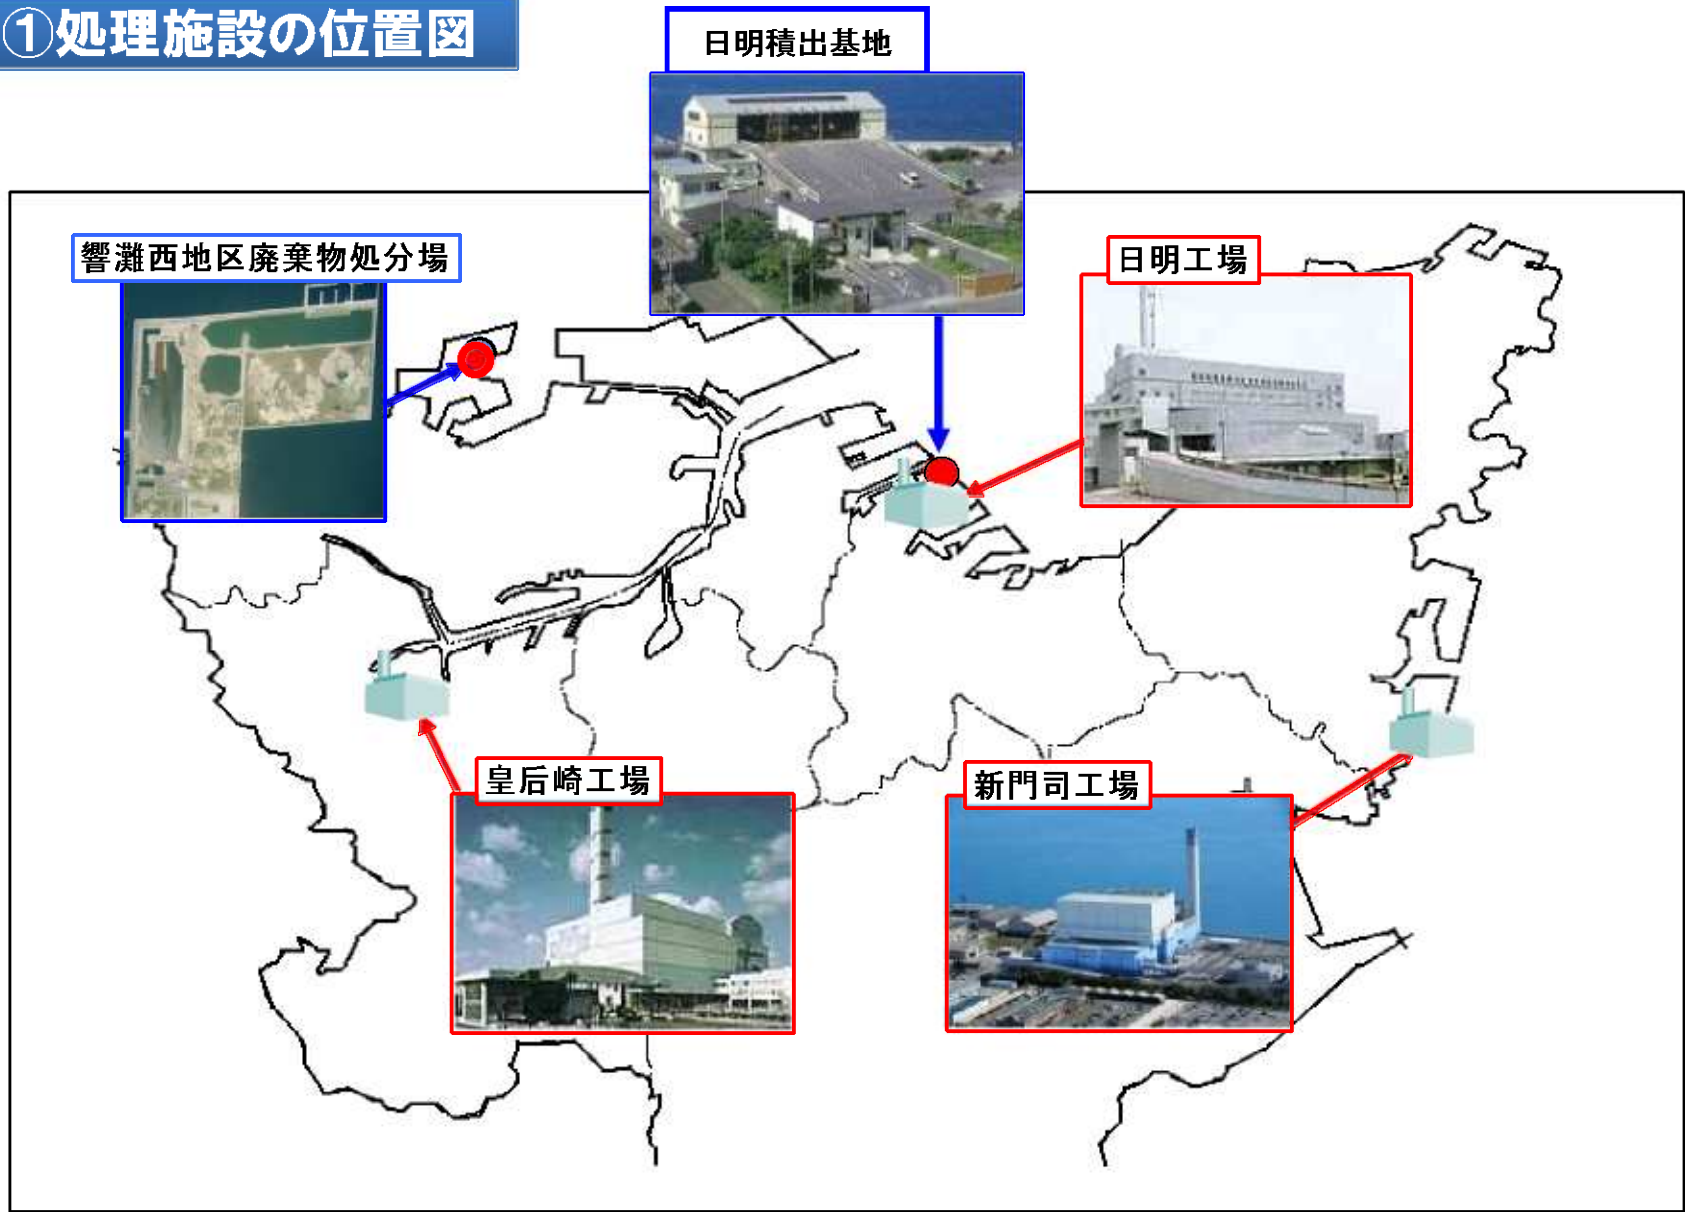 ①処理施設の位置図
日明積出基地
響灘西地区廃棄物処分場
日明工場
皇后崎工場
新門司工場